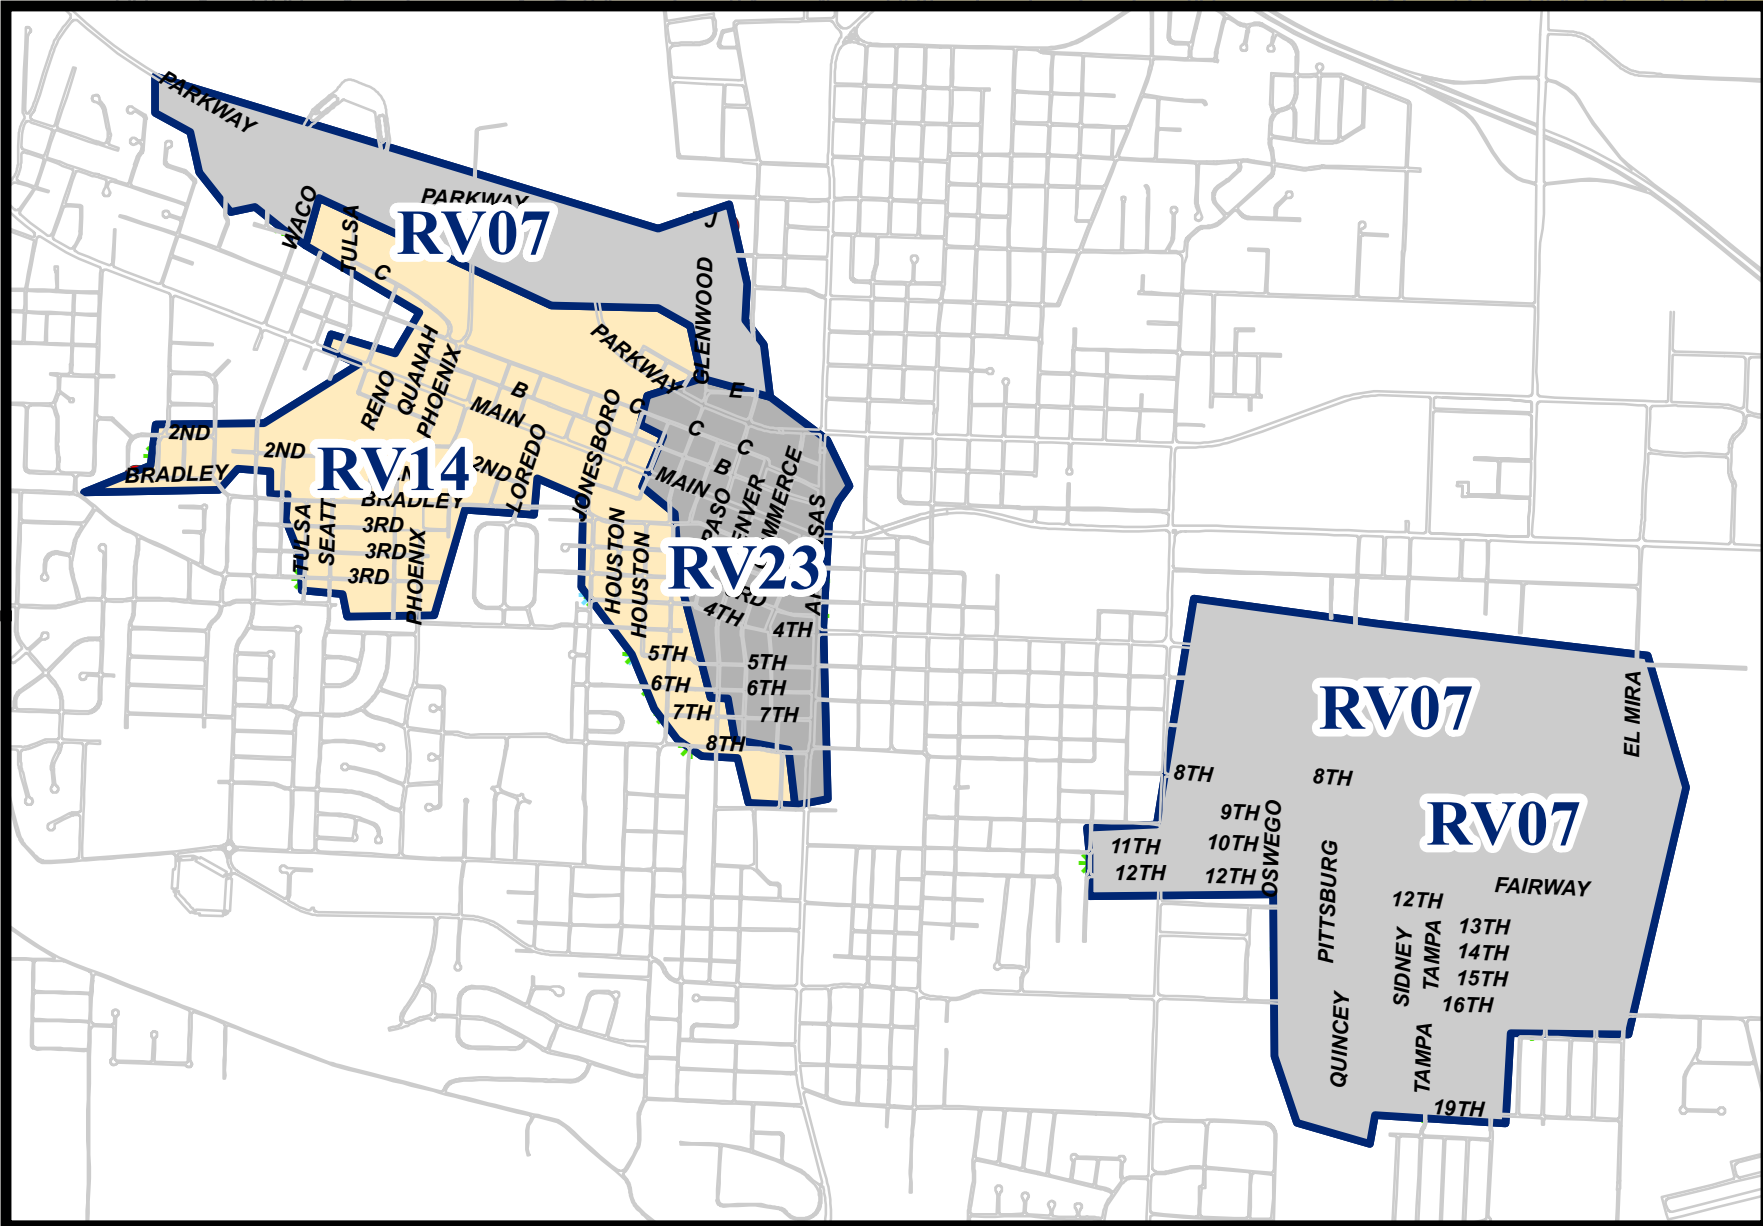 PARKWAY
PARKWAY
RV07
J
WACO
TULSA
C
GLENWOOD
PARKWAY
E
QUANAH
PHOENIX
RENO
B
MAIN
JONESBORO
C
C
C
B
2ND
2ND
RV14
2ND
LOREDO
MAIN
BRADLEY
BRADLEY
PASO
TULSA
3RD
3RD
3RD
PHOENIX
HOUSTON
HOUSTON
RV23
4TH
4TH
5TH
5TH
6TH
6TH
7TH
7TH
8TH
RV07
EL MIRA
8TH
8TH
9TH
RV07
OSWEGO
11TH
10TH
12TH
12TH
PITTSBURG
FAIRWAY
12TH
13TH
SIDNEY
TAMPA
14TH
15TH
16TH
QUINCEY
TAMPA
19TH